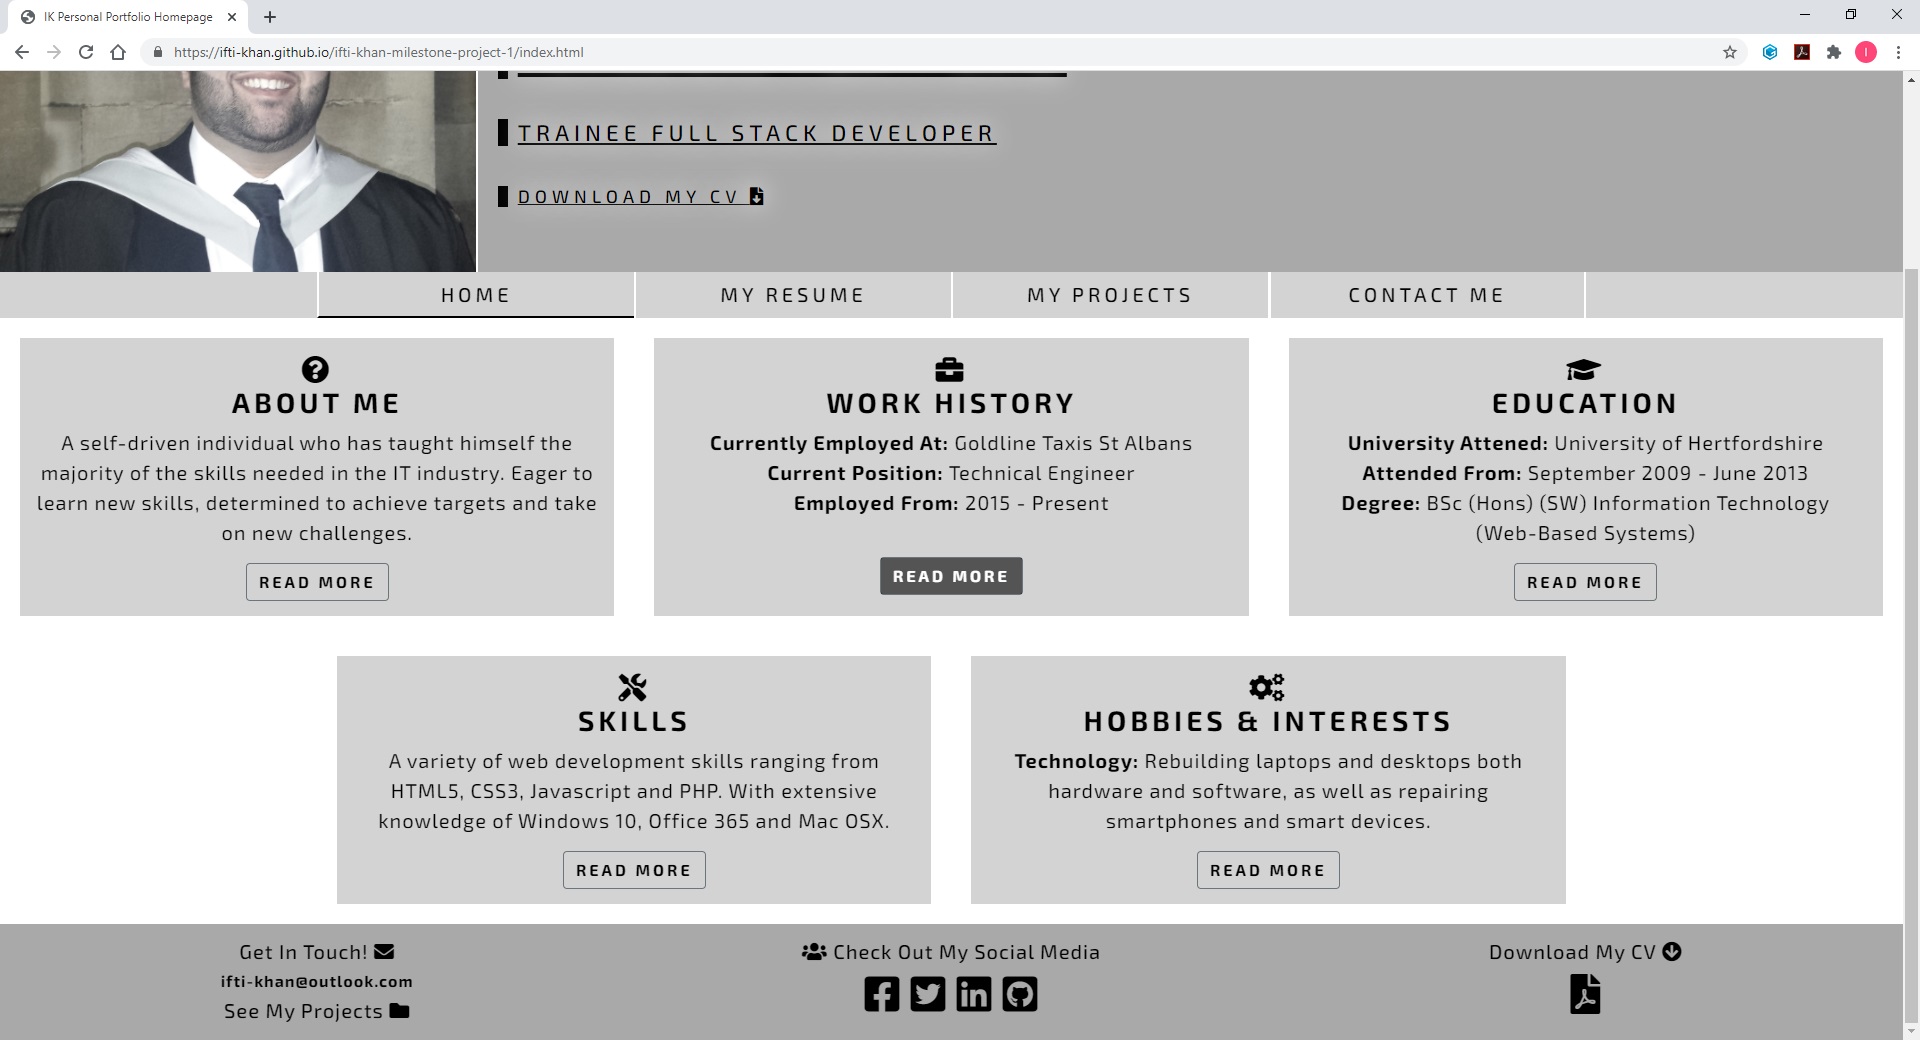 IK Personal Portfolio Homepage
https://ifti-khan.github.io/ifti-khan-milestone-project-1/index.html
I
TRAINEE FULL STACK DEVELOPER
DOWNLOAD MY CV
HOME
MY RESUME
MY PROJECTS
CONTACT ME
ABOUT ME
A self-driven individual who has taught himself the
majority of the skills needed in the IT industry. Eager to
learn new skills, determined to achieve targets and take
on new challenges.
READ MORE
WORK HISTORY
Currently Employed At: Goldline Taxis St Albans
Current Position: Technical Engineer
Employed From: 2015 - Present
READ MORE
EDUCATION
University Attened: University of Hertfordshire
Attended From: September 2009 - June 2013
Degree: BSc (Hons) (SW) Information Technology
(Web-Based Systems)
READ MORE
SKILLS
A variety of web development skills ranging from
HTML5, CSS3, Javascript and PHP. With extensive
knowledge of Windows 10, Office 365 and Mac OSX.
READ MORE
HOBBIES & INTERESTS
Technology: Rebuilding laptops and desktops both
hardware and software, as well as repairing
smartphones and smart devices.
READ MORE
Get In Touch!
ifti-khan@outlook.com
See My Projects
Check Out My Social Media
Download My CV